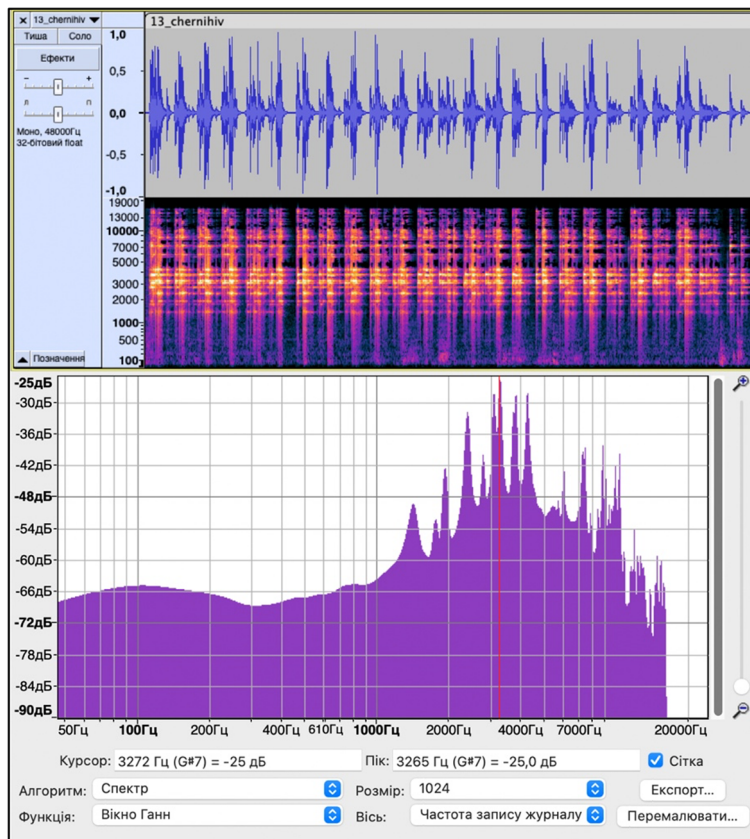 × 13_chernihiv ▼
13_chernihiv
Тиша Соло
Ефекти
- +
Л П
Моно, 48000Гц
32-бітовий float
▲ Позначення
1,0
0,5
0,0
-0,5
-1,0
19000
13000
10000
7000
5000
3000
2000
1000
500
100
-25дБ
-30дБ
-36дБ
-42дБ
-48дБ
-54дБ
-60дБ
-66дБ
-72дБ
-78дБ
-84дБ
-90дБ
50Гц 100Гц 200Гц 400Гц 610Гц 1000Гц 2000Гц 4000Гц 7000Гц 20000Гц
Курсор: 3272 Гц (G#7) = -25 дБ Пік: 3265 Гц (G#7) = -25,0 дБ Сітка
Алгоритм: Спектр Розмір: 1024 Експорт...
Функція: Вікно Ганн Вісь: Частота запису журналу Перемалювати...